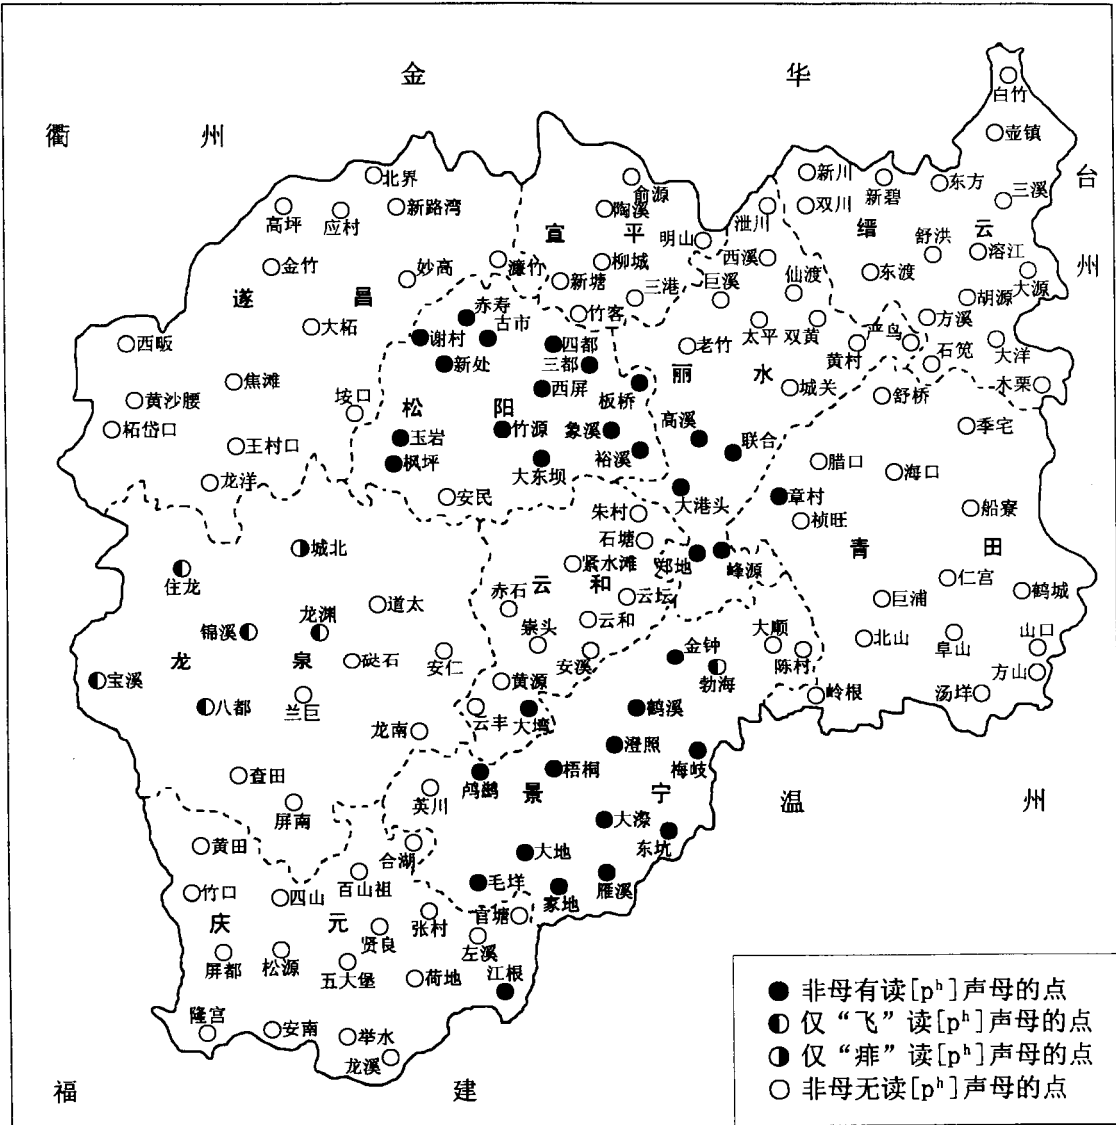 金
华
衢
州
台
州
温
州
福
建
白竹
壶镇
北界
新川
新碧
东方
三溪
高坪
应村
新路湾
俞源
陶溪
泄川
双川
缙
云
宣
平
明山
舒洪
溶江
金竹
妙高
濂竹
柳城
西溪
仙渡
东渡
大源
遂
昌
新塘
三港
巨溪
胡源
赤寿
古市
竹客
太平
双黄
严鸟
方溪
大柘
谢村
四都
老竹
黄村
石笕
大洋
西畈
新处
三都
丽
水
木栗
焦滩
西屏
板桥
城关
舒桥
黄沙腰
垵口
松
阳
柘岱口
玉岩
竹源
象溪
高溪
联合
季宅
王村口
枫坪
大东坝
裕溪
腊口
海口
龙洋
安民
大港头
章村
船寮
朱村
祯旺
城北
石塘
青
田
住龙
紧水滩
郑地
峰源
云
和
仁宫
鹤城
道太
赤石
云坛
巨浦
锦溪
龙渊
崇头
云和
大顺
北山
阜山
山口
龙
泉
砬石
安仁
安溪
金钟
勃海
陈村
方山
宝溪
黄源
岭根
汤垟
八都
兰巨
云丰
大塆
鹤溪
龙南
澄照
梅岐
查田
鸬鹚
梧桐
英川
景
宁
屏南
大漈
东坑
黄田
合湖
大地
百山祖
毛垟
家地
雁溪
竹口
四山
庆
元
张村
官塘
贤良
左溪
屏都
松源
五大堡
荷地
江根
隆宫
安南
举水
龙溪
非母有读[pʰ]声母的点
仅“飞”读[pʰ]声母的点
仅“痱”读[pʰ]声母的点
非母无读[pʰ]声母的点